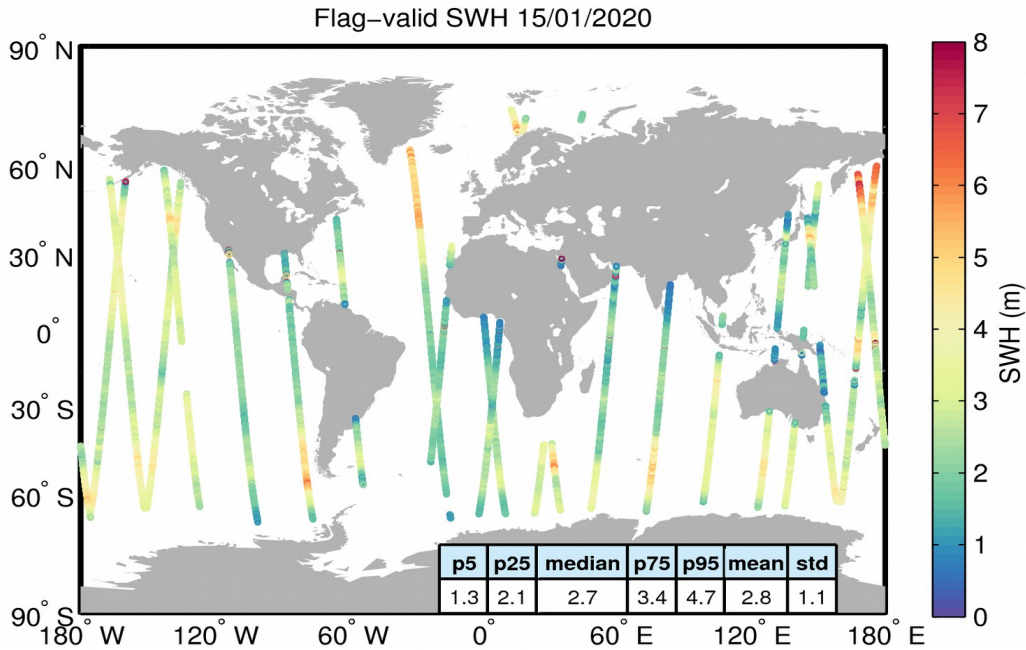 Flag−valid SWH 15/01/2020
90° N
60° N
30° N
0°
30° S
60° S
90° S
180° W 120° W 60° W 0° 60° E 120° E 180° E
p5 p25 median p75 p95 mean std
1.3 2.1 2.7 3.4 4.7 2.8 1.1
8
7
6
5
4
3
2
1
0
SWH (m)